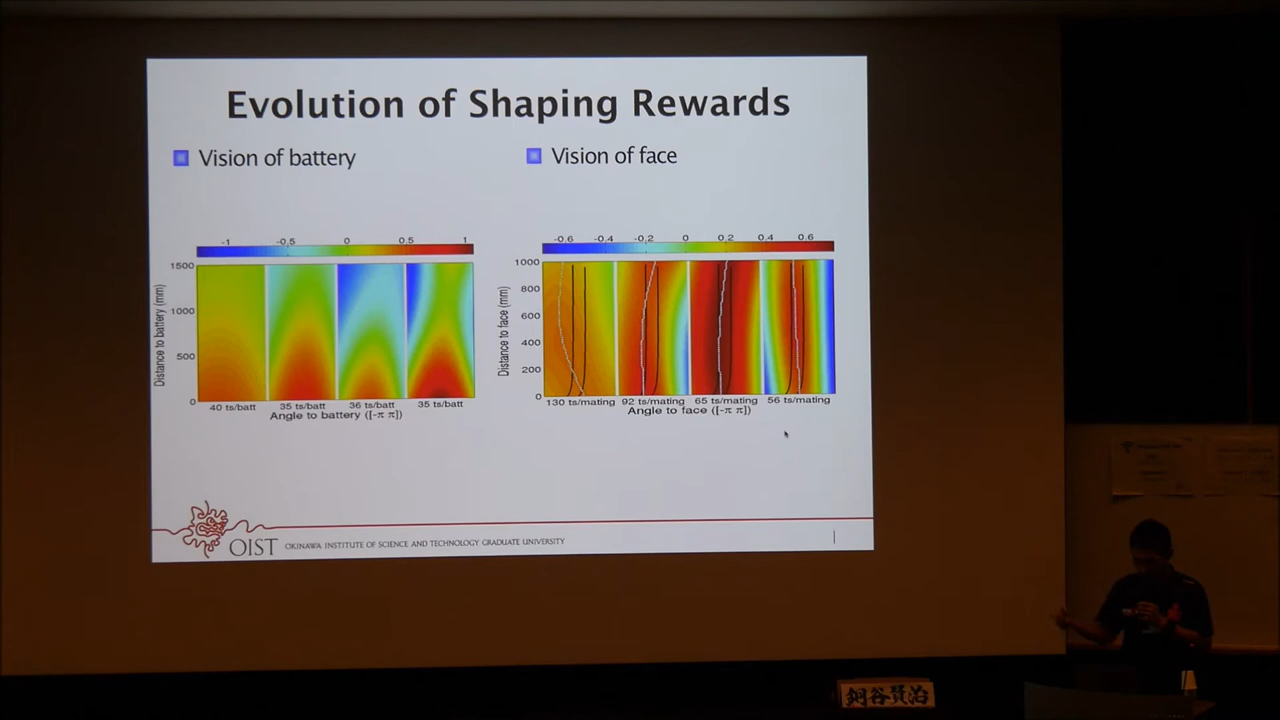 Evolution of Shaping Rewards
Vision of battery
Vision of face
-1 -0.5 0 0.5 1
1500
1000
500
0
Distance to battery (mm)
40 ts/batt 35 ts/batt 36 ts/batt 35 ts/batt
Angle to battery ([-π π])
-0.6 -0.4 -0.2 0 0.2 0.4 0.6
1000
800
600
400
200
0
Distance to face (mm)
130 ts/mating 92 ts/mating 65 ts/mating 56 ts/mating
Angle to face ([-π π])
OIST OKINAWA INSTITUTE OF SCIENCE AND TECHNOLOGY GRADUATE UNIVERSITY
銅谷賢治